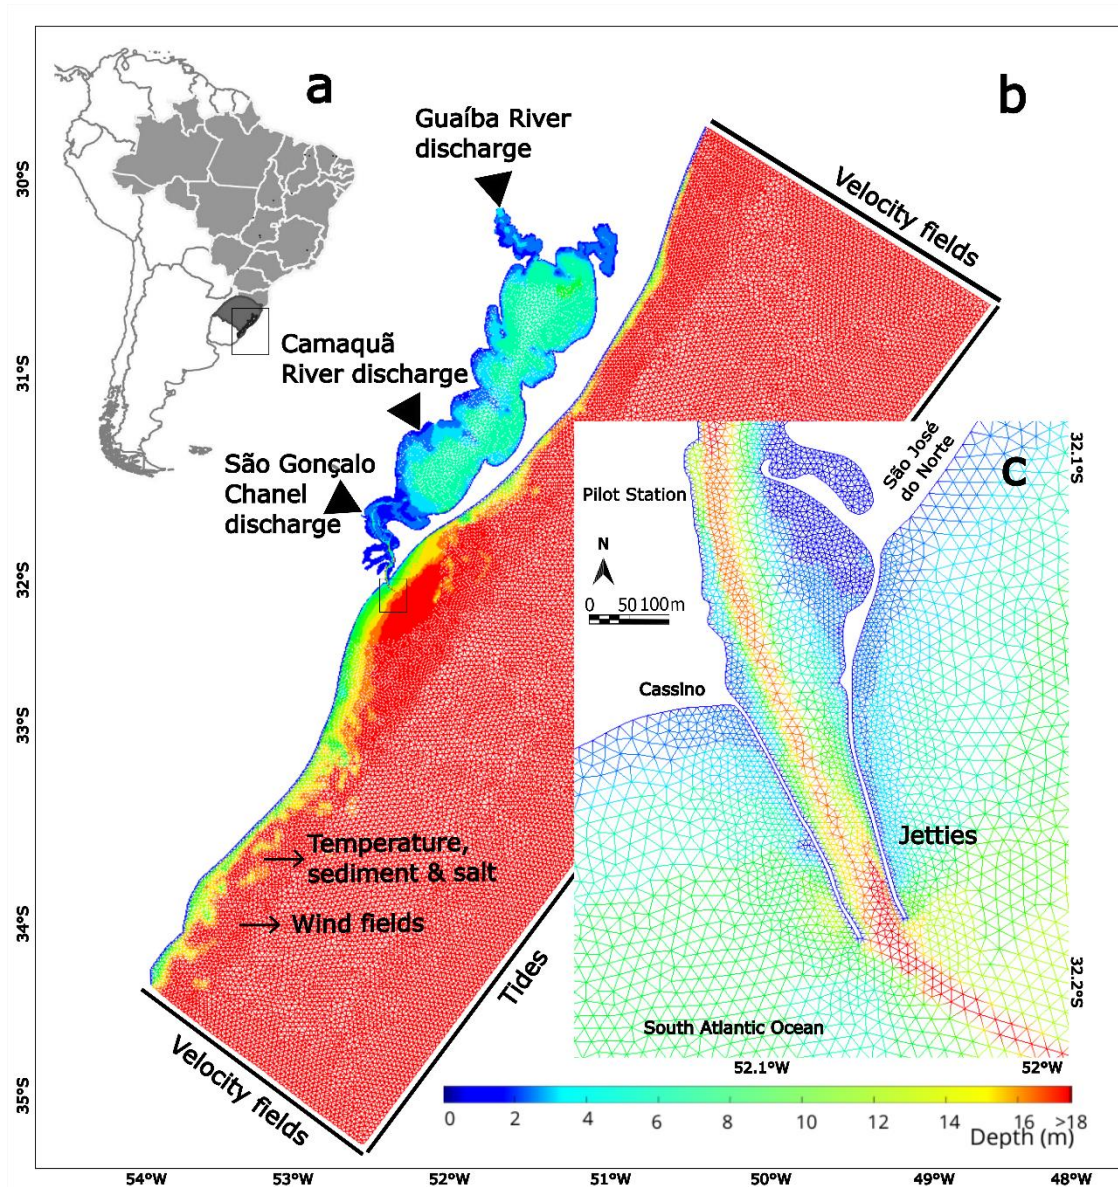 a
b
Guaíba River
discharge
Velocity fields
Camaquã
River discharge
São Gonçalo
Chanel
discharge
30°S
31°S
32°S
33°S
34°S
35°S
C
São José
do Norte
32.1°S
Pilot Station
N
0 50 100m
Cassino
Jetties
Temperature,
sediment & salt
Wind fields
Tides
South Atlantic Ocean
32.2°S
52.1°W
52°W
Velocity fields
0 2 4 6 8 10 12 14 16 >18
Depth (m)
54°W 53°W 52°W 51°W 50°W 49°W 48°W